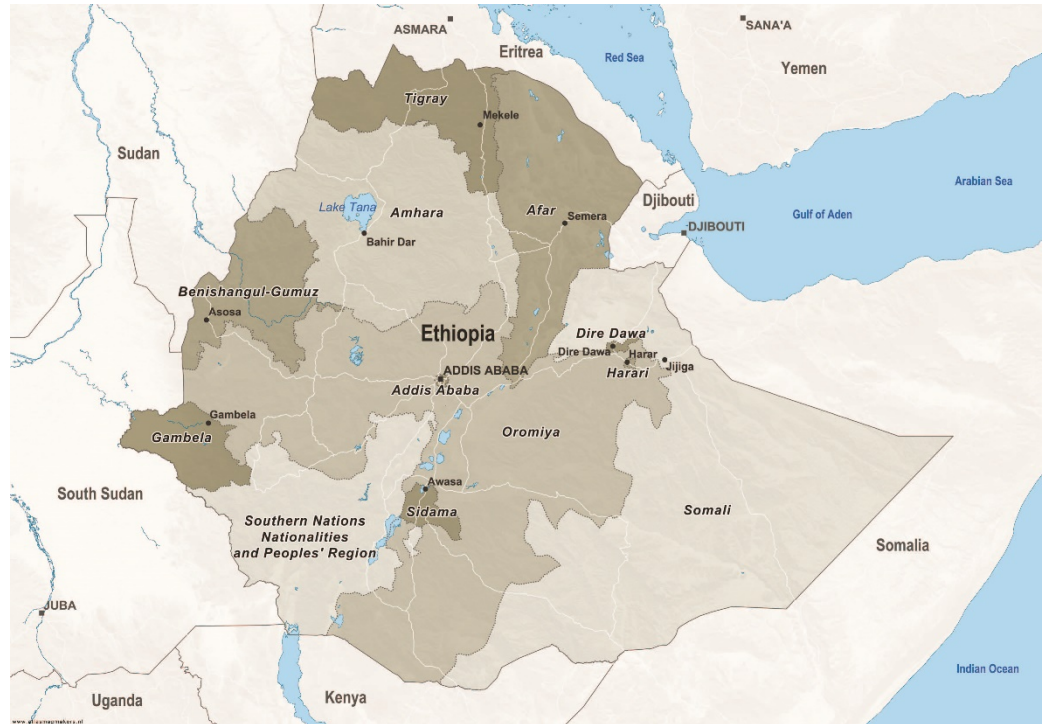 ASMARA
SANA'A
Eritrea
Red Sea
Yemen
Tigray
Mekele
Sudan
Arabian Sea
Lake Tana
Amhara
Afar
Semera
Djibouti
Gulf of Aden
DJIBOUTI
Bahir Dar
Benishangul-Gumuz
Asosa
Ethiopia
Dire Dawa
Dire Dawa
Harar
Jijiga
Harari
ADDIS ABABA
Addis Ababa
Gambela
Gambela
Oromiya
Awasa
South Sudan
Sidama
Somali
Southern Nations
Nationalities
and Peoples' Region
Somalia
JUBA
Indian Ocean
Uganda
Kenya